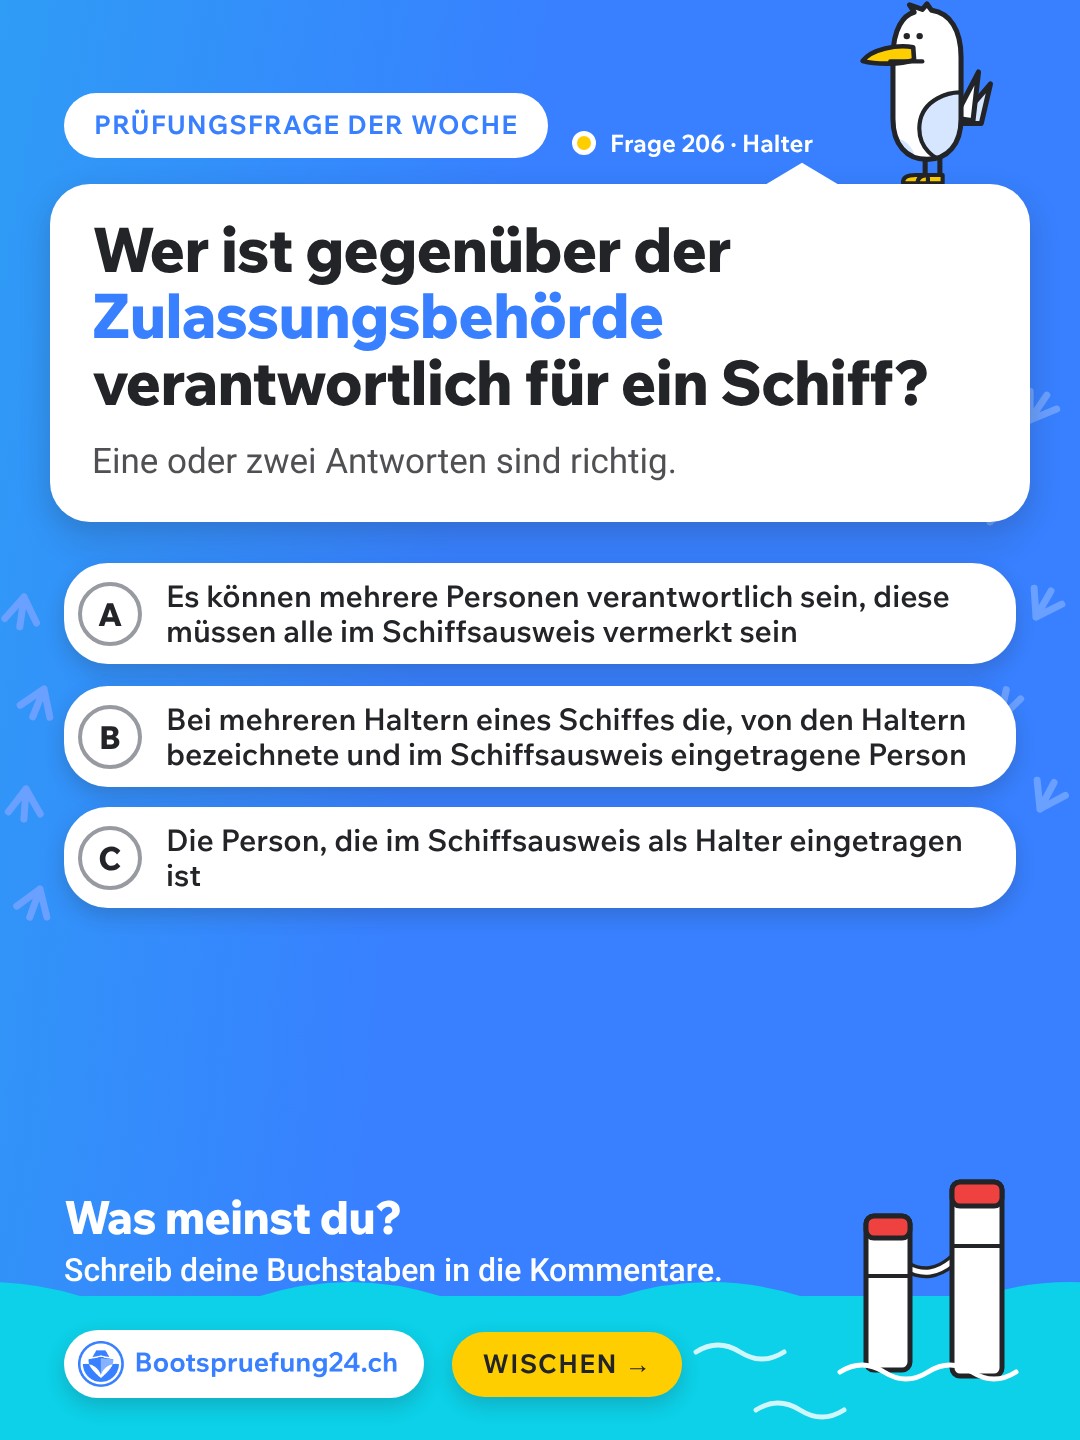 PRÜFUNGSFRAGE DER WOCHE
Frage 206 · Halter
Wer ist gegenüber der
Zulassungsbehörde
verantwortlich für ein Schiff?
Eine oder zwei Antworten sind richtig.
A
Es können mehrere Personen verantwortlich sein, diese
müssen alle im Schiffsausweis vermerkt sein
B
Bei mehreren Haltern eines Schiffes die, von den Haltern
bezeichnete und im Schiffsausweis eingetragene Person
C
Die Person, die im Schiffsausweis als Halter eingetragen
ist
Was meinst du?
Schreib deine Buchstaben in die Kommentare.
Bootspruefung24.ch
WISCHEN →